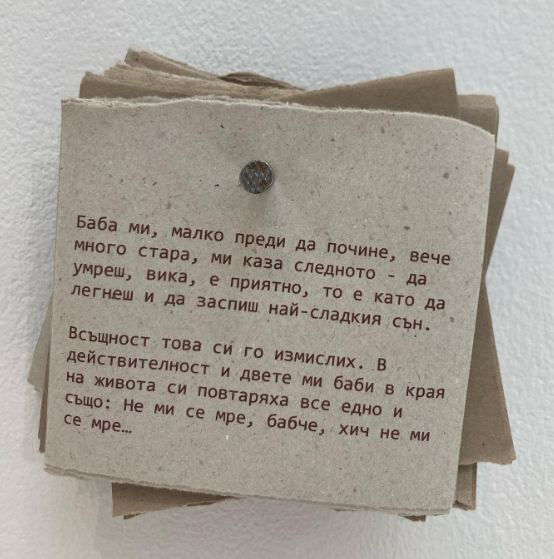 Баба ми, малко преди да почине, вече
много стара, ми каза следното - да
умреш, вика, е приятно, то е като да
легнеш и да заспиш най-сладкия сън.
Всъщност това си го измислих. В
действителност и двете ми баби в края
на живота си повтаряха все едно и
също: Не ми се мре, бабче, хич не ми
се мре…